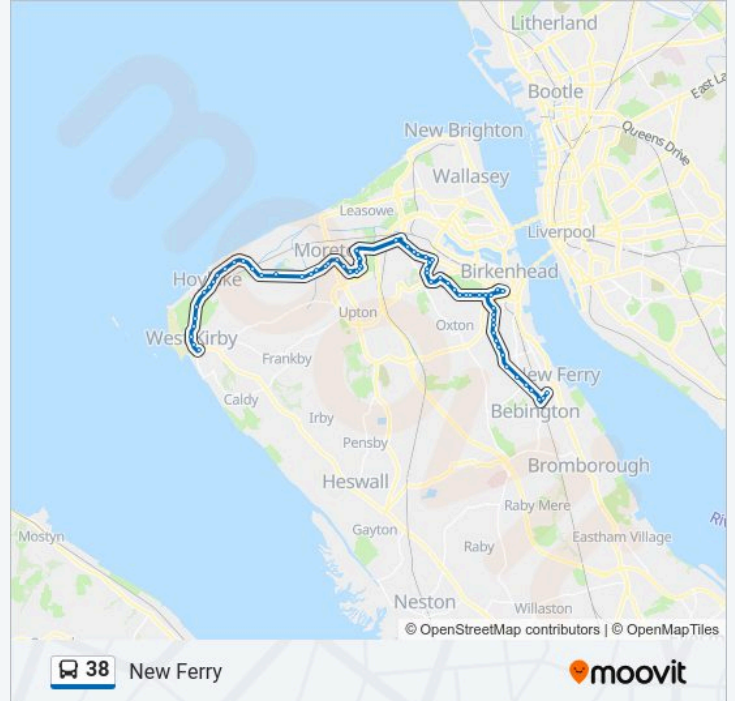 Litherland
Bootle
East La
Queens Drive
New Brighton
Wallasey
Leasowe
Liverpool
Moret
Birkenhead
Hoylake
Upton
Oxton
West Kirby
Frankby
New Ferry
Caldy
Irby
Bebington
Pensby
Bromborough
Heswall
Raby Mere
Gayton
Eastham Village
Mostyn
Raby
Neston
Willaston
© OpenStreetMap contributors | © OpenMapTiles
38 New Ferry
moovit